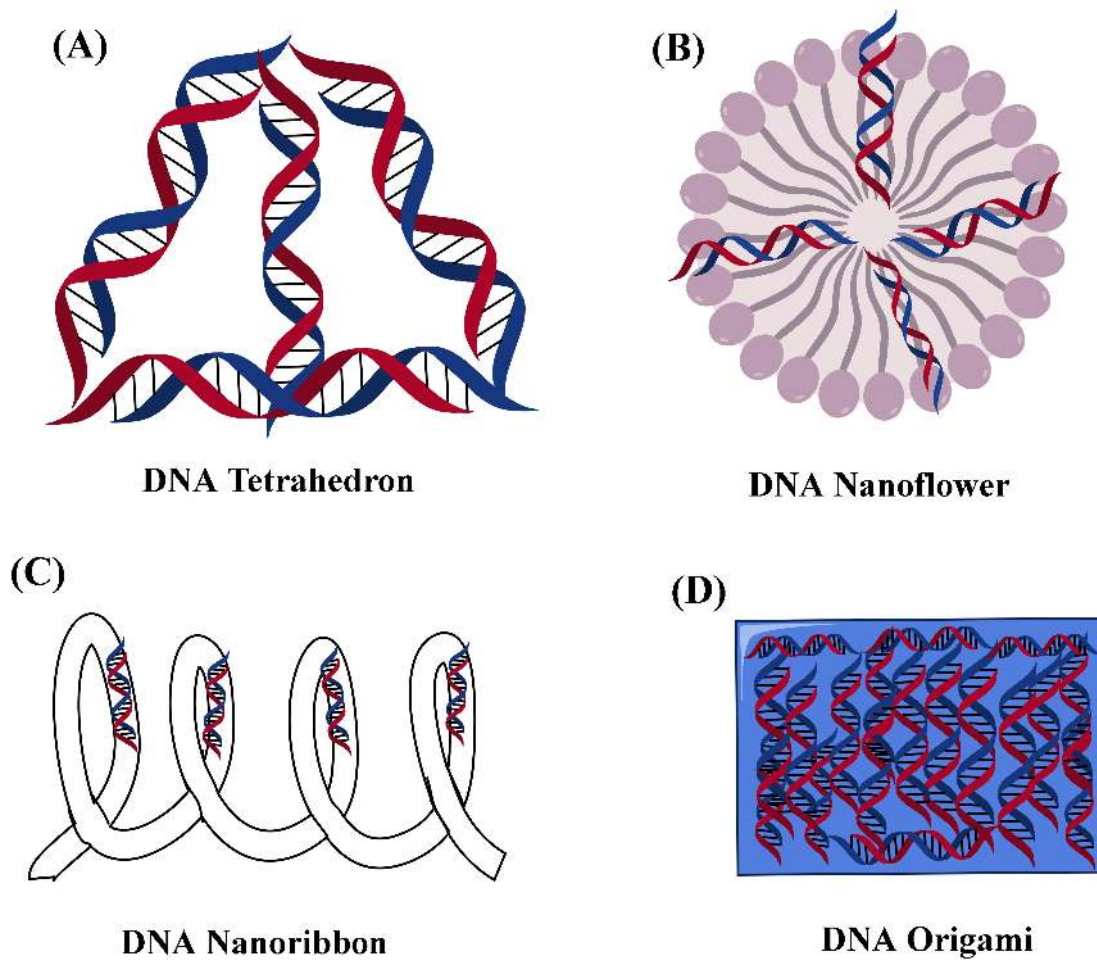 (A)
(B)
DNA Tetrahedron
DNA Nanoflower
(C)
(D)
DNA Nanoribbon
DNA Origami